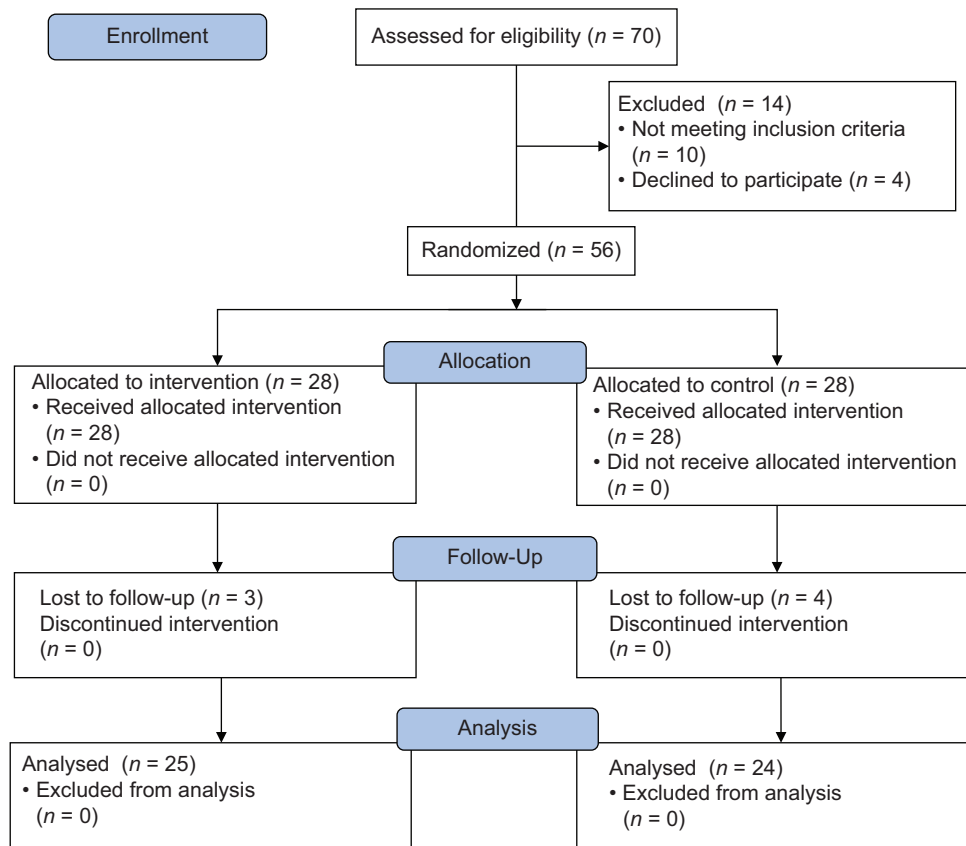 Enrollment
Assessed for eligibility (n = 70)
Excluded (n = 14)
• Not meeting inclusion criteria
(n = 10)
• Declined to participate (n = 4)
Randomized (n = 56)
Allocation
Allocated to intervention (n = 28)
• Received allocated intervention
(n = 28)
• Did not receive allocated intervention
(n = 0)
Allocated to control (n = 28)
• Received allocated intervention
(n = 28)
• Did not receive allocated intervention
(n = 0)
Follow-Up
Lost to follow-up (n = 3)
Discontinued intervention
(n = 0)
Lost to follow-up (n = 4)
Discontinued intervention
(n = 0)
Analysis
Analysed (n = 25)
• Excluded from analysis
(n = 0)
Analysed (n = 24)
• Excluded from analysis
(n = 0)